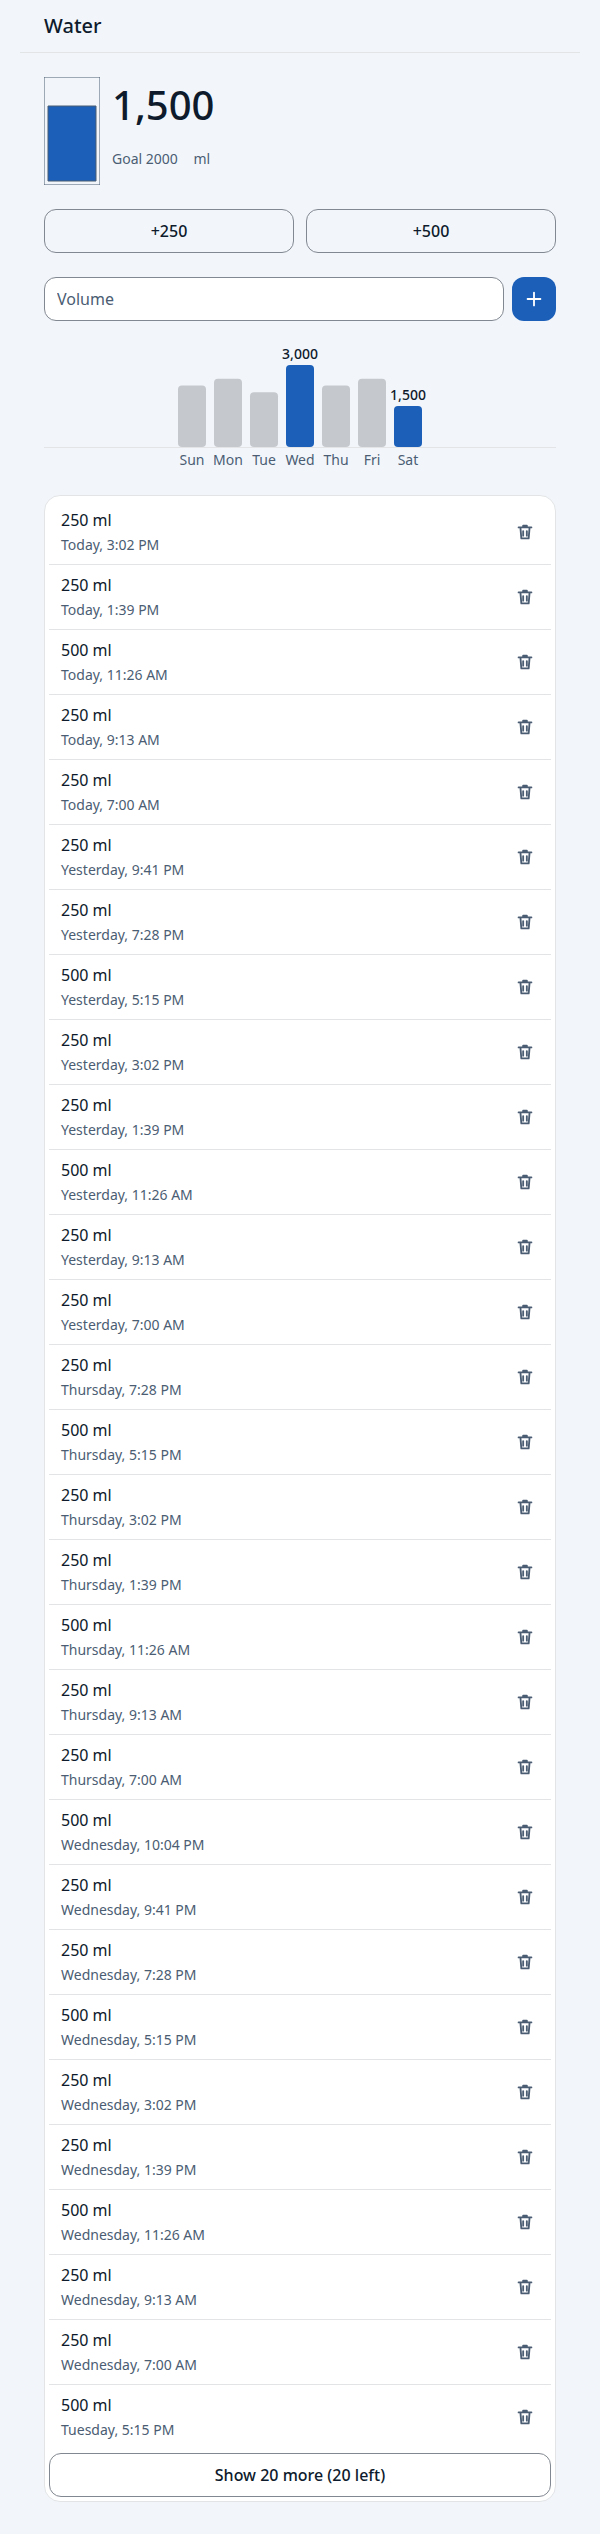 Water
1,500
Goal 2000 ml
+250 +500
Volume
3,000
1,500
Sun Mon Tue Wed Thu Fri Sat
250 ml
Today, 3:02 PM
250 ml
Today, 1:39 PM
500 ml
Today, 11:26 AM
250 ml
Today, 9:13 AM
250 ml
Today, 7:00 AM
250 ml
Yesterday, 9:41 PM
250 ml
Yesterday, 7:28 PM
500 ml
Yesterday, 5:15 PM
250 ml
Yesterday, 3:02 PM
250 ml
Yesterday, 1:39 PM
500 ml
Yesterday, 11:26 AM
250 ml
Yesterday, 9:13 AM
250 ml
Yesterday, 7:00 AM
250 ml
Thursday, 7:28 PM
500 ml
Thursday, 5:15 PM
250 ml
Thursday, 3:02 PM
250 ml
Thursday, 1:39 PM
500 ml
Thursday, 11:26 AM
250 ml
Thursday, 9:13 AM
250 ml
Thursday, 7:00 AM
500 ml
Wednesday, 10:04 PM
250 ml
Wednesday, 9:41 PM
250 ml
Wednesday, 7:28 PM
500 ml
Wednesday, 5:15 PM
250 ml
Wednesday, 3:02 PM
250 ml
Wednesday, 1:39 PM
500 ml
Wednesday, 11:26 AM
250 ml
Wednesday, 9:13 AM
250 ml
Wednesday, 7:00 AM
500 ml
Tuesday, 5:15 PM
Show 20 more (20 left)